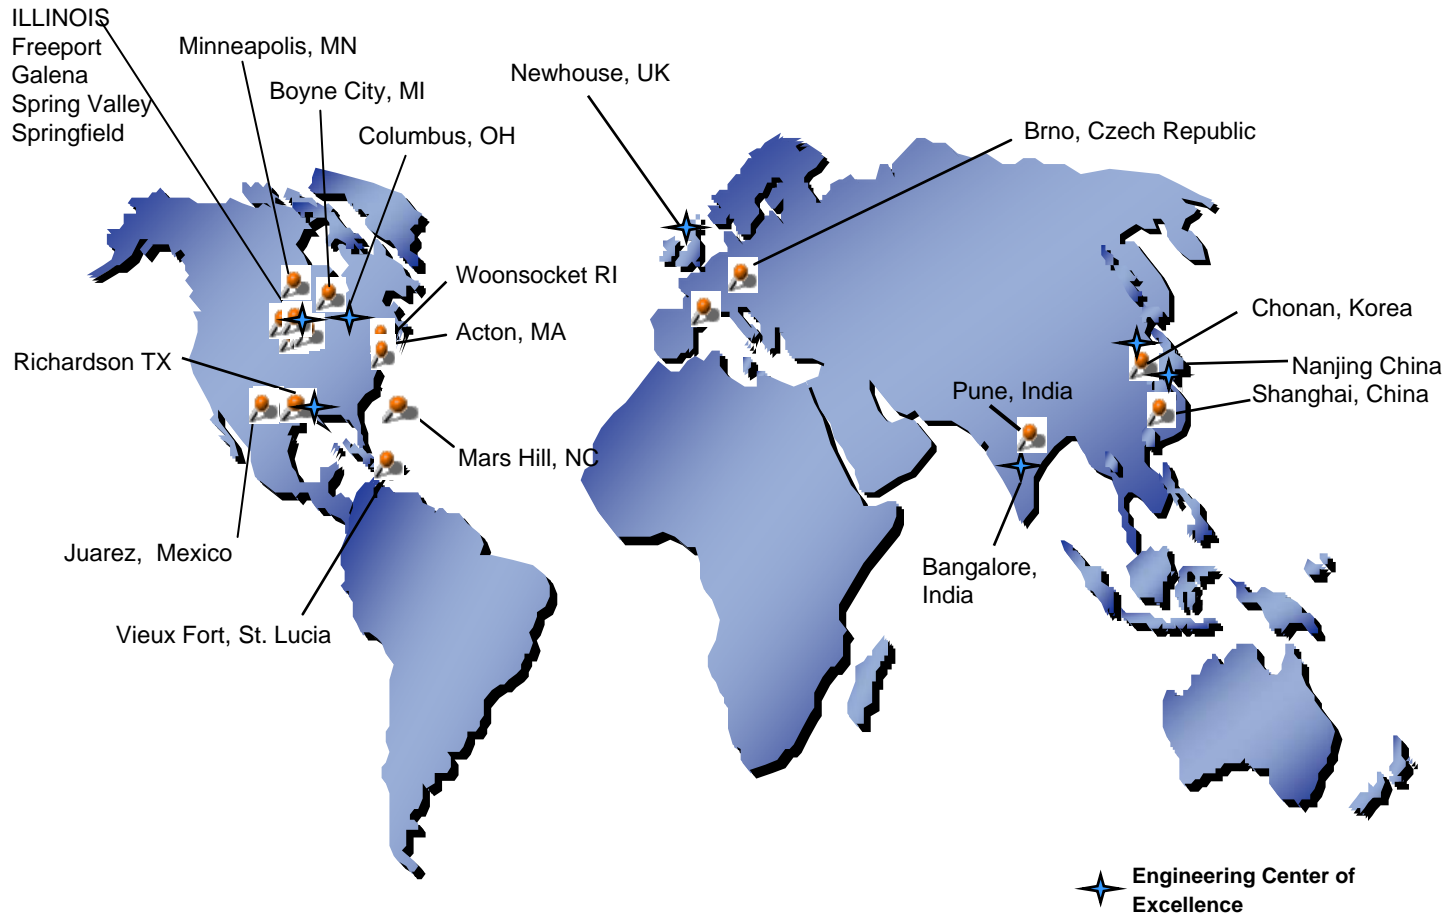 ILLINOIS
Freeport
Galena
Spring Valley
Springfield
Minneapolis, MN
Boyne City, MI
Columbus, OH
Newhouse, UK
Brno, Czech Republic
Woonsocket RI
Acton, MA
Richardson TX
Chonan, Korea
Nanjing China
Shanghai, China
Pune, India
Mars Hill, NC
Juarez, Mexico
Bangalore,
India
Vieux Fort, St. Lucia
Engineering Center of
Excellence